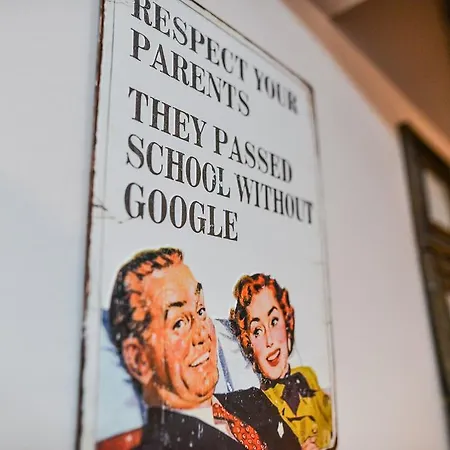 RESPECT YOUR
PARENTS
THEY PASSED
SCHOOL WITHOUT
GOOGLE